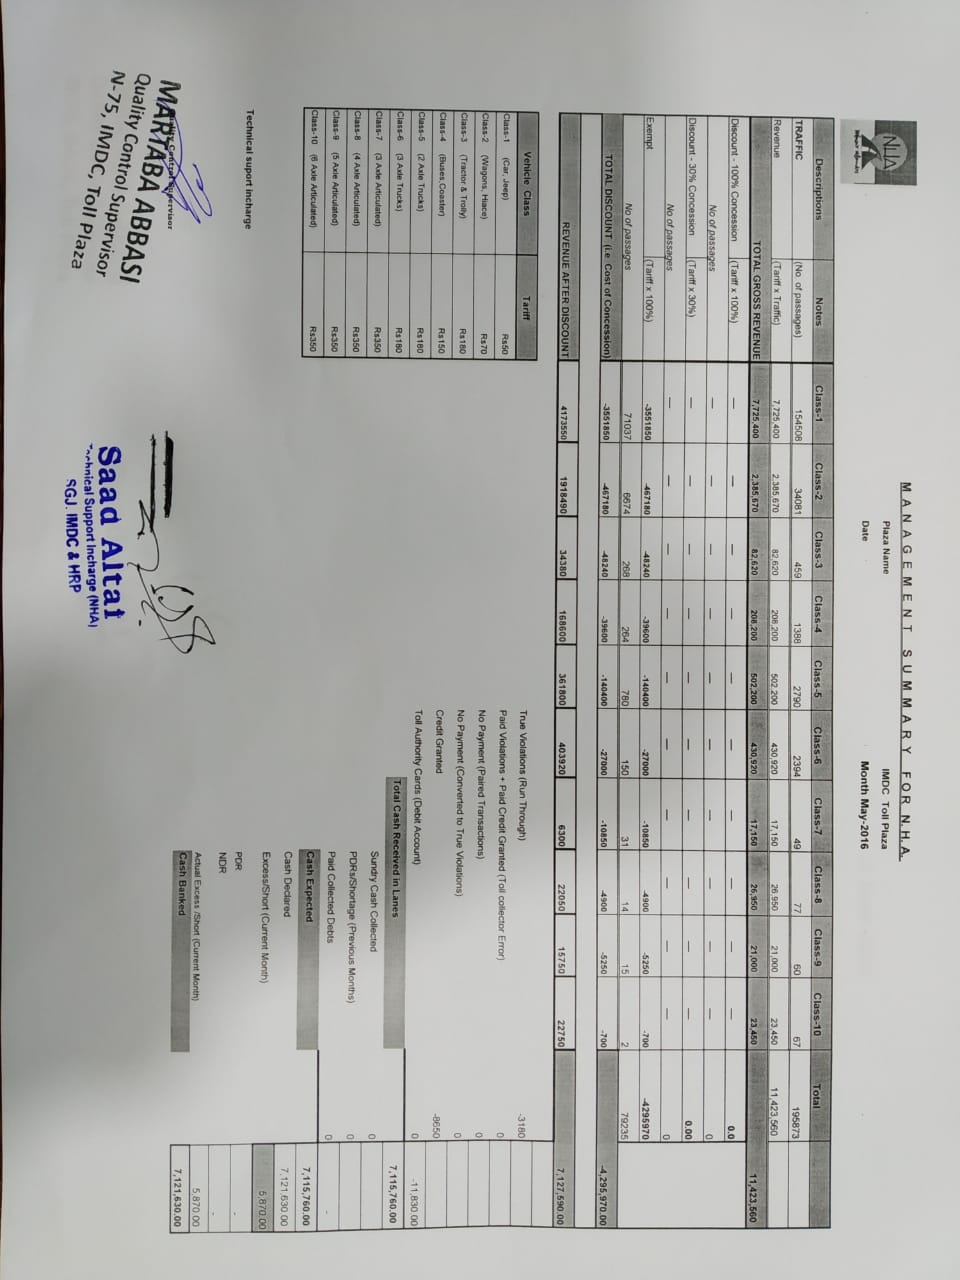 NHA
MANAGEMENT SUMMARY FOR N.H.A.
Plaza Name IMDC Toll Plaza
Date Month May-2016
Descriptions Notes Class-1 Class-2 Class-3 Class-4 Class-5 Class-6 Class-7 Class-8 Class-9 Class-10 Total
TRAFFIC (No. of passages) 154508 34081 459 1388 2790 2394 49 77 60 67 195873
Revenue (Tariff x Traffic) 7,725,400 2,385,670 82,620 208,200 502,200 430,920 17,150 26,950 21,000 23,450 11,423,560
TOTAL GROSS REVENUE 7,725,400 2,385,670 82,620 208,200 502,200 430,920 17,150 26,950 21,000 23,450 11,423,560
Discount - 100% Concession (Tariff x 100%) — — — — — — — — — — 0.0
No of passages — — — — — — — — — — 0
Discount - 30% Concession (Tariff x 30%) — — — — — — — — — — 0.00
No of passages — — — — — — — — — — 0
Exempt (Tariff x 100%) -3551850 -467180 -48240 -39600 -140400 -27000 -10850 -4900 -5250 -700 -4295970
No of passages 71037 6674 268 264 780 150 31 14 15 2 79235
TOTAL DISCOUNT (i.e Cost of Concession) -3551850 -467180 -48240 -39600 -140400 -27000 -10850 -4900 -5250 -700 -4,295,970.00
REVENUE AFTER DISCOUNT 4173550 1918490 34380 168600 361800 403920 6300 22050 15750 22750 7,127,590.00
Vehicle Class Tariff
Class-1 (Car, Jeep) Rs50
Class-2 (Wagons, Hiace) Rs70
Class-3 (Tractor & Trolly) Rs180
Class-4 (Buses,Coaster) Rs150
Class-5 (2 Axle Trucks) Rs180
Class-6 (3 Axle Trucks) Rs180
Class-7 (3 Axle Articulated) Rs350
Class-8 (4 Axle Articulated) Rs350
Class-9 (5 Axle Articulated) Rs350
Class-10 (6 Axle Articulated) Rs350
True Violations (Run Through) -3180
Paid Violations + Paid Credit Granted (Toll collector Error) 0
No Payment (Paired Transactions) 0
No Payment (Converted to True Violations) 0
Credit Granted -8650
Toll Authority Cards (Debit Account) 0 -11,830.00
Total Cash Received in Lanes 7,115,760.00
Sundry Cash Collected 0
PDRs/Shortage (Previous Months) 0
Paid Collected Debts 0 -
Cash Expected 7,115,760.00
Cash Declared 7,121,630.00
Excess/Short (Current Month) 5,870.00
PDR -
NDR -
Actual Excess /Short (Current Month) 5,870.00
Cash Banked 7,121,630.00
Technical suport incharge
Quality Control Supervisor
MARTABA ABBASI
Quality Control Supervisor
N-75, IMDC, Toll Plaza
Saad Altaf
Technical Support Incharge (NHA)
SGJ. IMDC & HRP